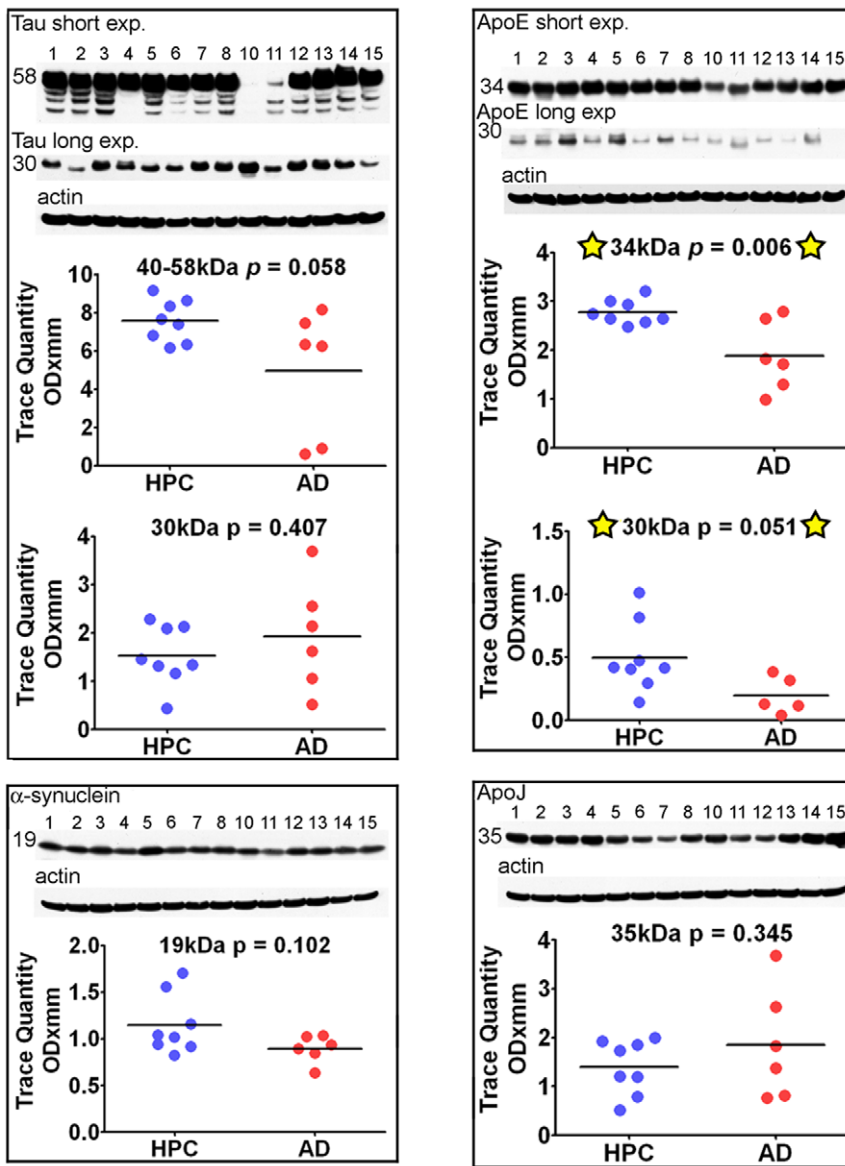 Tau short exp.
1 2 3 4 5 6 7 8 10 11 12 13 14 15
58
Tau long exp.
30
actin
40-58kDa p = 0.058
Trace Quantity
ODxmm
10
8
6
4
2
0
HPC AD
30kDa p = 0.407
Trace Quantity
ODxmm
4
3
2
1
0
HPC AD
ApoE short exp.
1 2 3 4 5 6 7 8 10 11 12 13 14 15
34
ApoE long exp
30
actin
34kDa p = 0.006
Trace Quantity
ODxmm
4
3
2
1
0
HPC AD
30kDa p = 0.051
Trace Quantity
ODxmm
1.5
1.0
0.5
0.0
HPC AD
α-synuclein
1 2 3 4 5 6 7 8 10 11 12 13 14 15
19
actin
19kDa p = 0.102
Trace Quantity
ODxmm
2.0
1.5
1.0
0.5
0.0
HPC AD
ApoJ
1 2 3 4 5 6 7 8 10 11 12 13 14 15
35
actin
35kDa p = 0.345
Trace Quantity
ODxmm
4
3
2
1
0
HPC AD